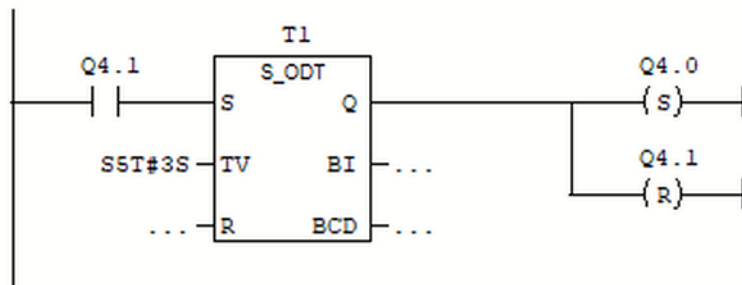 T1
Q4.1
S_ODT
Q4.0
S
Q
(S)
Q4.1
S5T#3S
TV
BI
...
(R)
...
R
BCD
...